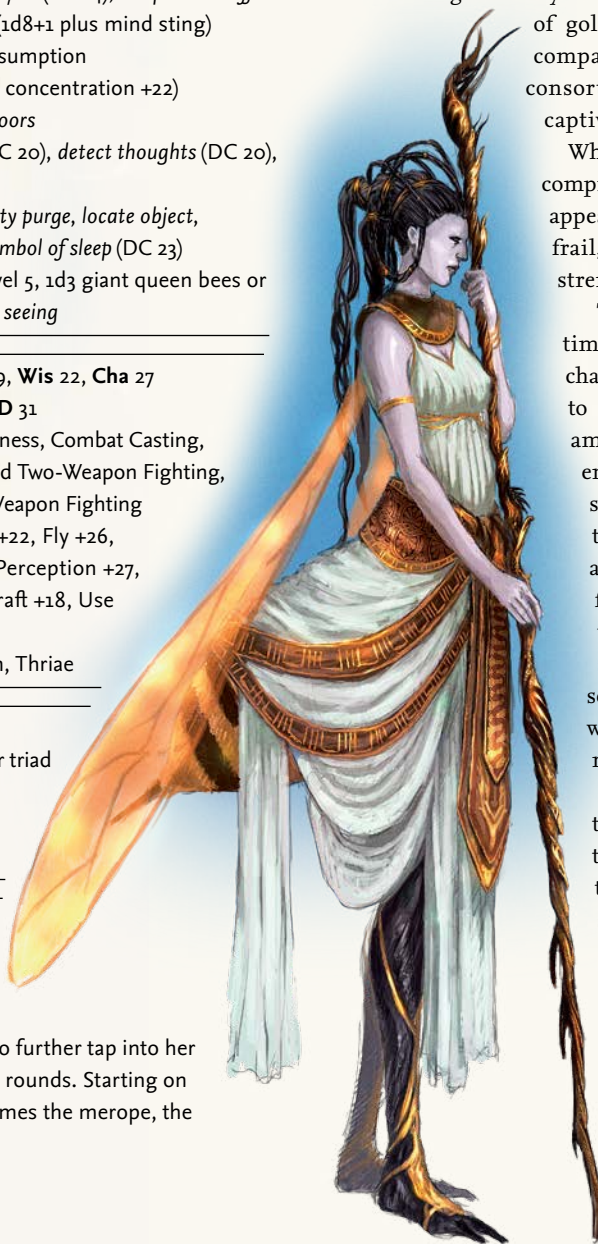 (1d8+1 plus mind sting)
sumption
concentration +22)
oors
C 20), detect thoughts (DC 20),
ty purge, locate object,
mbol of sleep (DC 23)
vel 5, 1d3 giant queen bees or
seeing
9, Wis 22, Cha 27
D 31
ness, Combat Casting,
d Two-Weapon Fighting,
Weapon Fighting
+22, Fly +26,
Perception +27,
raft +18, Use
n, Thriae
r triad
o further tap into her
rounds. Starting on
mes the merope, the
of gol
compa
consor
captiv
Wh
comp
appe
frail,
stre
tim
cha
to
am
en
s
t
a
f
s
w
r
t
t
t